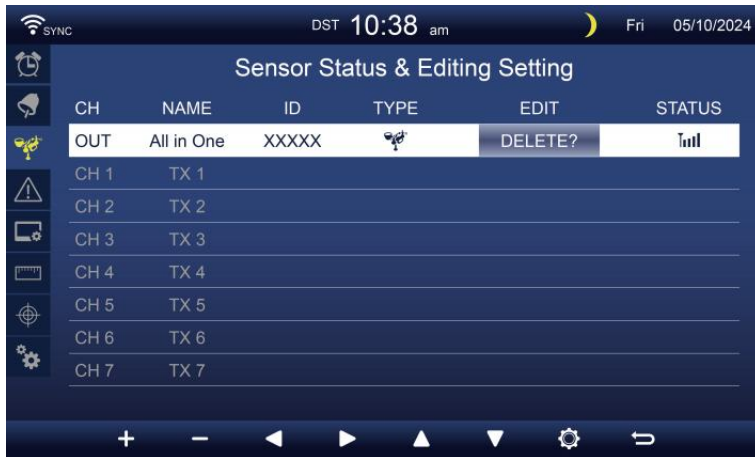 SYNC DST 10:38 am Fri 05/10/2024
Sensor Status & Editing Setting
CH NAME ID TYPE EDIT STATUS
OUT All in One XXXXX DELETE?
CH 1 TX 1
CH 2 TX 2
CH 3 TX 3
CH 4 TX 4
CH 5 TX 5
CH 6 TX 6
CH 7 TX 7